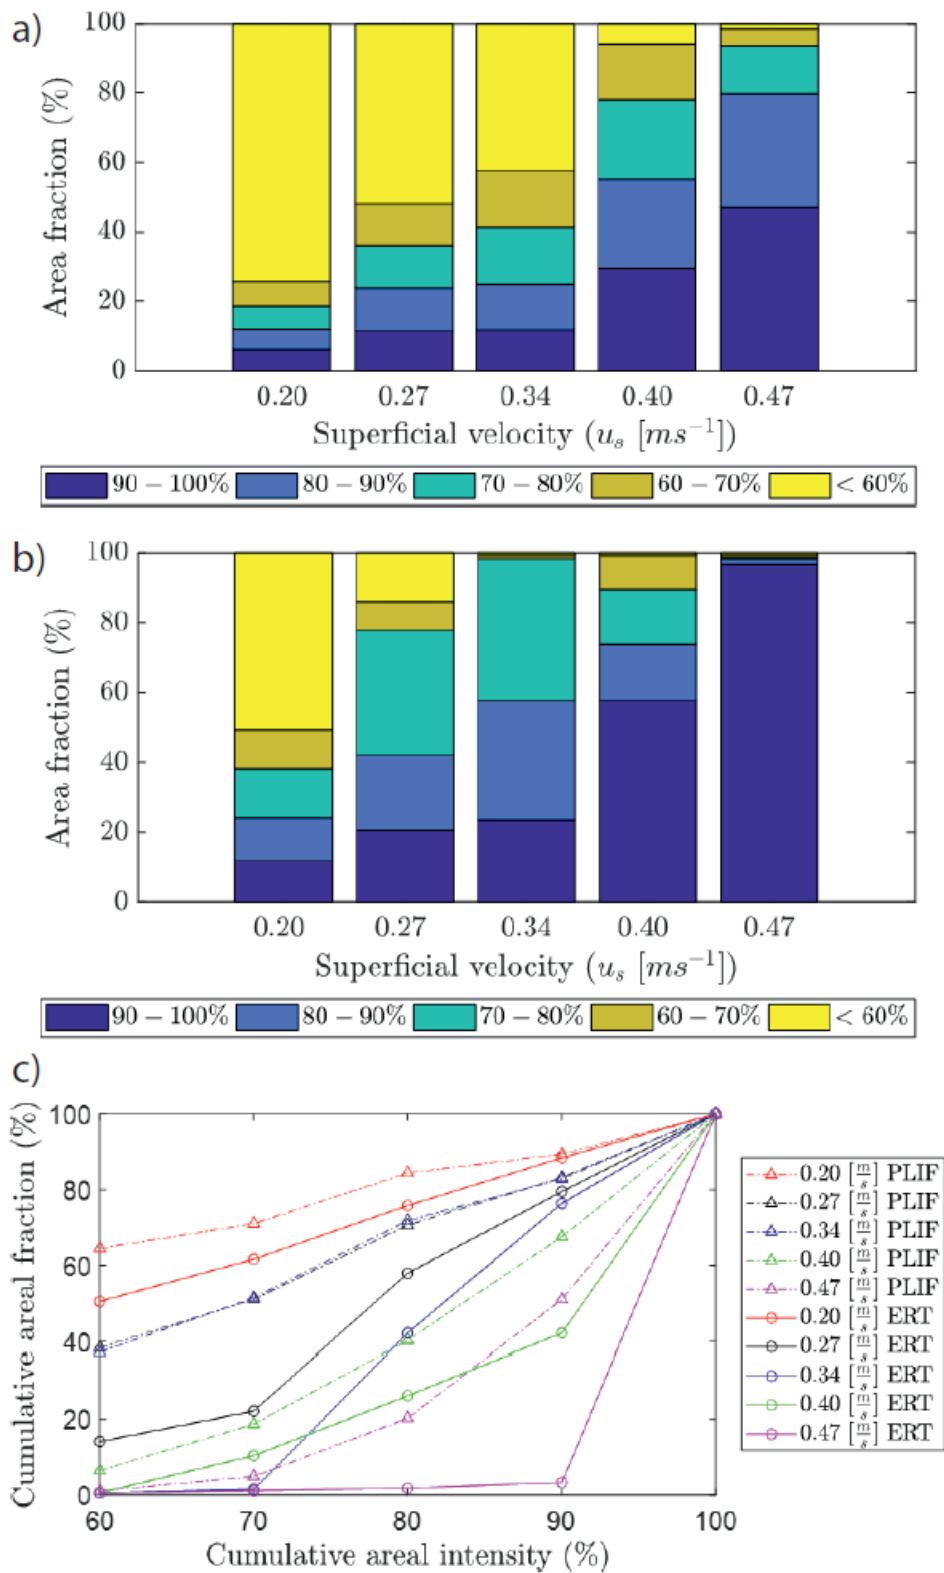 a)
100
80
60
40
20
0
Area fraction (%)
0.20 0.27 0.34 0.40 0.47
Superficial velocity (u_s [ms⁻¹])
90 − 100% 80 − 90% 70 − 80% 60 − 70% < 60%
b)
100
80
60
40
20
0
Area fraction (%)
0.20 0.27 0.34 0.40 0.47
Superficial velocity (u_s [ms⁻¹])
90 − 100% 80 − 90% 70 − 80% 60 − 70% < 60%
c)
100
80
60
40
20
0
Cumulative areal fraction (%)
60 70 80 90 100
Cumulative areal intensity (%)
0.20 [m/s] PLIF
0.27 [m/s] PLIF
0.34 [m/s] PLIF
0.40 [m/s] PLIF
0.47 [m/s] PLIF
0.20 [m/s] ERT
0.27 [m/s] ERT
0.34 [m/s] ERT
0.40 [m/s] ERT
0.47 [m/s] ERT